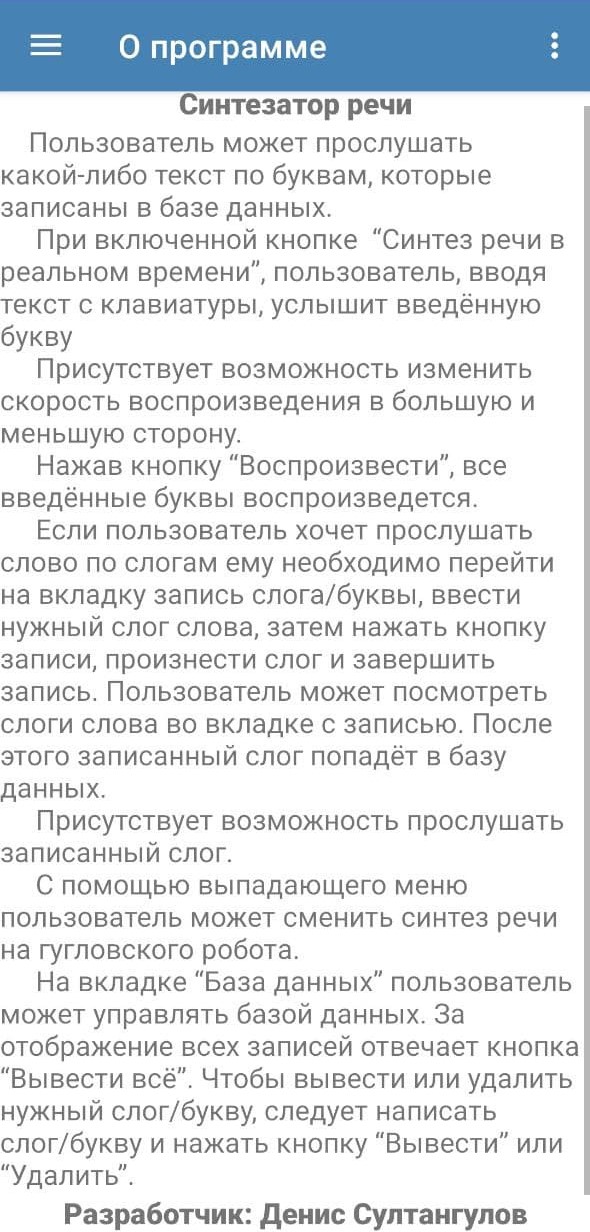 О программе
Синтезатор речи
Пользователь может прослушать
какой-либо текст по буквам, которые
записаны в базе данных.
При включенной кнопке “Синтез речи в
реальном времени”, пользователь, вводя
текст с клавиатуры, услышит введённую
букву
Присутствует возможность изменить
скорость воспроизведения в большую и
меньшую сторону.
Нажав кнопку “Воспроизвести”, все
введённые буквы воспроизведется.
Если пользователь хочет прослушать
слово по слогам ему необходимо перейти
на вкладку запись слога/буквы, ввести
нужный слог слова, затем нажать кнопку
записи, произнести слог и завершить
запись. Пользователь может посмотреть
слоги слова во вкладке с записью. После
этого записанный слог попадёт в базу
данных.
Присутствует возможность прослушать
записанный слог.
С помощью выпадающего меню
пользователь может сменить синтез речи
на гугловского робота.
На вкладке “База данных” пользователь
может управлять базой данных. За
отображение всех записей отвечает кнопка
“Вывести всё”. Чтобы вывести или удалить
нужный слог/букву, следует написать
слог/букву и нажать кнопку “Вывести” или
“Удалить”.
Разработчик: Денис Султангулов